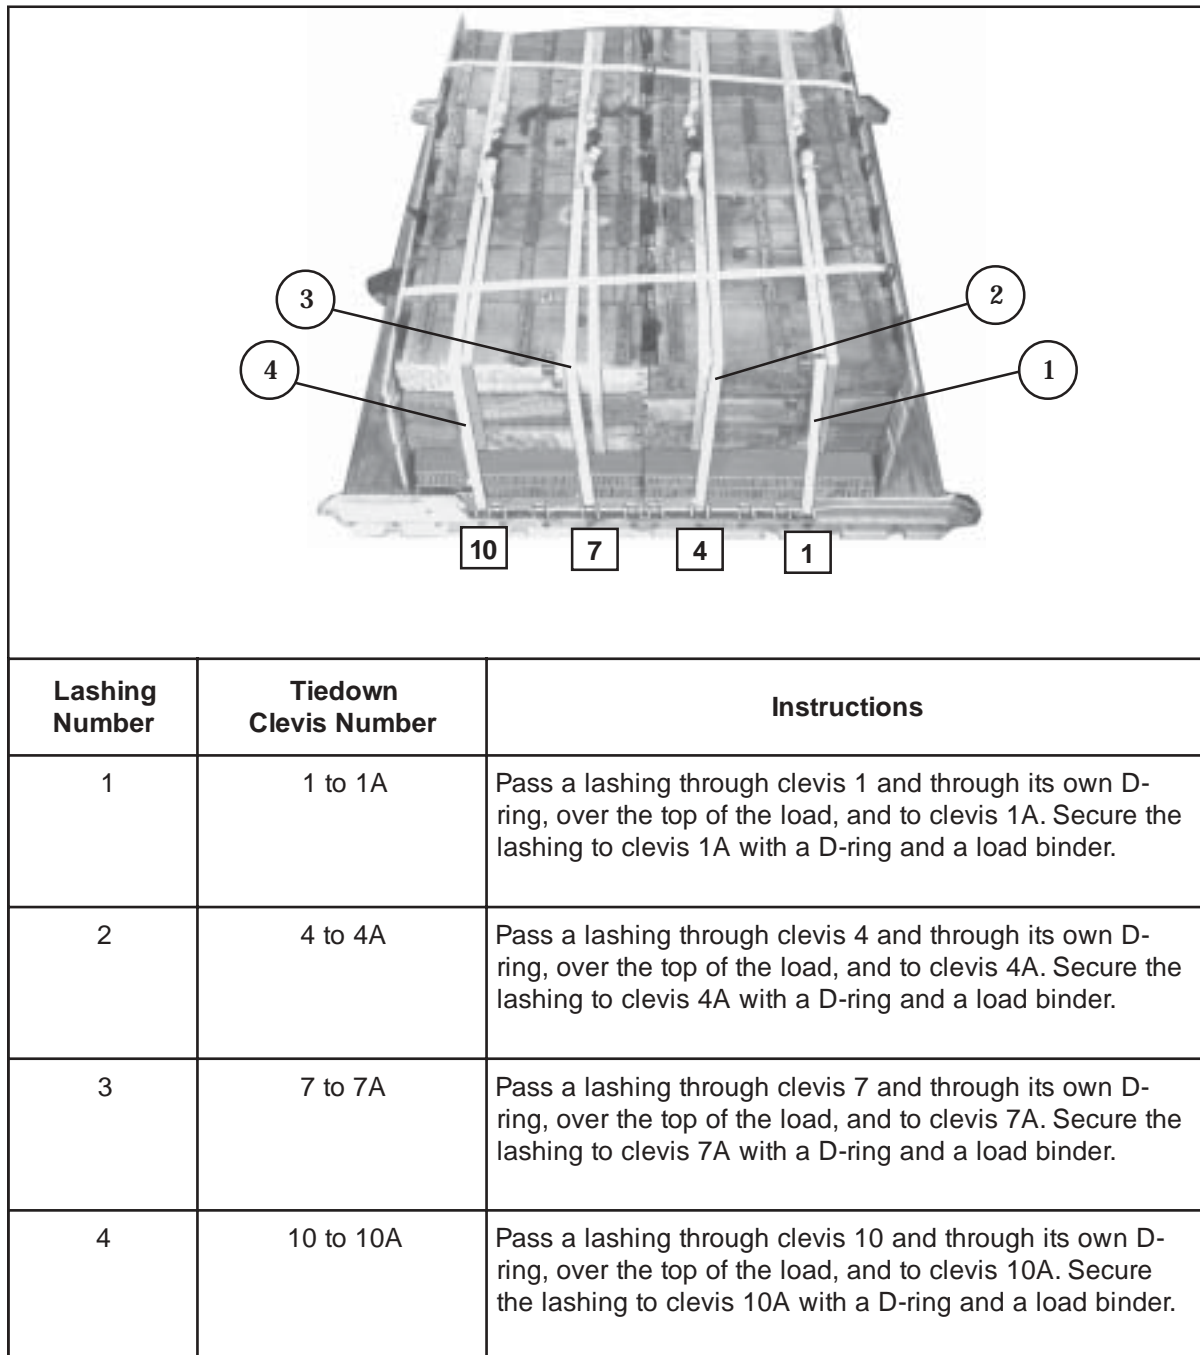 3
2
4
1
10
7
4
1
Lashing
Number
Tiedown
Clevis Number
Instructions
1
1 to 1A
Pass a lashing through clevis 1 and through its own D-
ring, over the top of the load, and to clevis 1A. Secure the
lashing to clevis 1A with a D-ring and a load binder.
2
4 to 4A
Pass a lashing through clevis 4 and through its own D-
ring, over the top of the load, and to clevis 4A. Secure the
lashing to clevis 4A with a D-ring and a load binder.
3
7 to 7A
Pass a lashing through clevis 7 and through its own D-
ring, over the top of the load, and to clevis 7A. Secure the
lashing to clevis 7A with a D-ring and a load binder.
4
10 to 10A
Pass a lashing through clevis 10 and through its own D-
ring, over the top of the load, and to clevis 10A. Secure
the lashing to clevis 10A with a D-ring and a load binder.